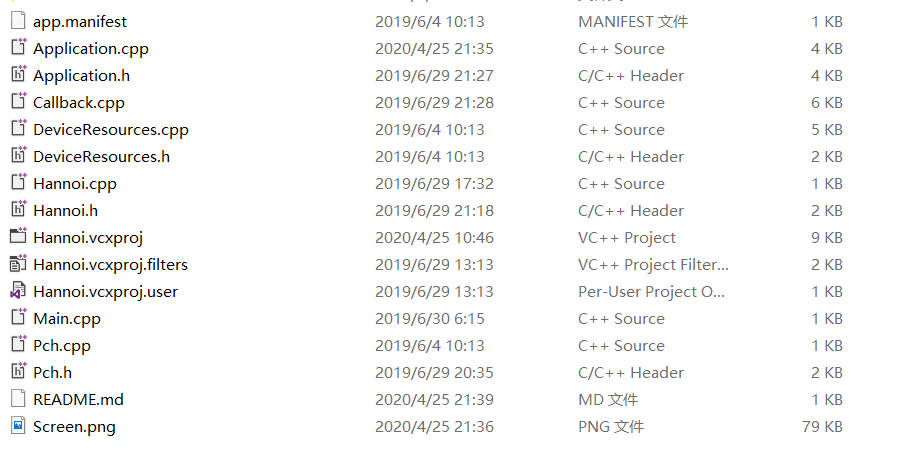 app.manifest 2019/6/4 10:13 MANIFEST 文件 1 KB
Application.cpp 2020/4/25 21:35 C++ Source 4 KB
Application.h 2019/6/29 21:27 C/C++ Header 4 KB
Callback.cpp 2019/6/29 21:28 C++ Source 6 KB
DeviceResources.cpp 2019/6/4 10:13 C++ Source 5 KB
DeviceResources.h 2019/6/4 10:13 C/C++ Header 2 KB
Hannoi.cpp 2019/6/29 17:32 C++ Source 1 KB
Hannoi.h 2019/6/29 21:18 C/C++ Header 2 KB
Hannoi.vcxproj 2020/4/25 10:46 VC++ Project 9 KB
Hannoi.vcxproj.filters 2019/6/29 13:13 VC++ Project Filter... 2 KB
Hannoi.vcxproj.user 2019/6/29 13:13 Per-User Project O... 1 KB
Main.cpp 2019/6/30 6:15 C++ Source 1 KB
Pch.cpp 2019/6/4 10:13 C++ Source 1 KB
Pch.h 2019/6/29 20:35 C/C++ Header 2 KB
README.md 2020/4/25 21:39 MD 文件 1 KB
Screen.png 2020/4/25 21:36 PNG 文件 79 KB